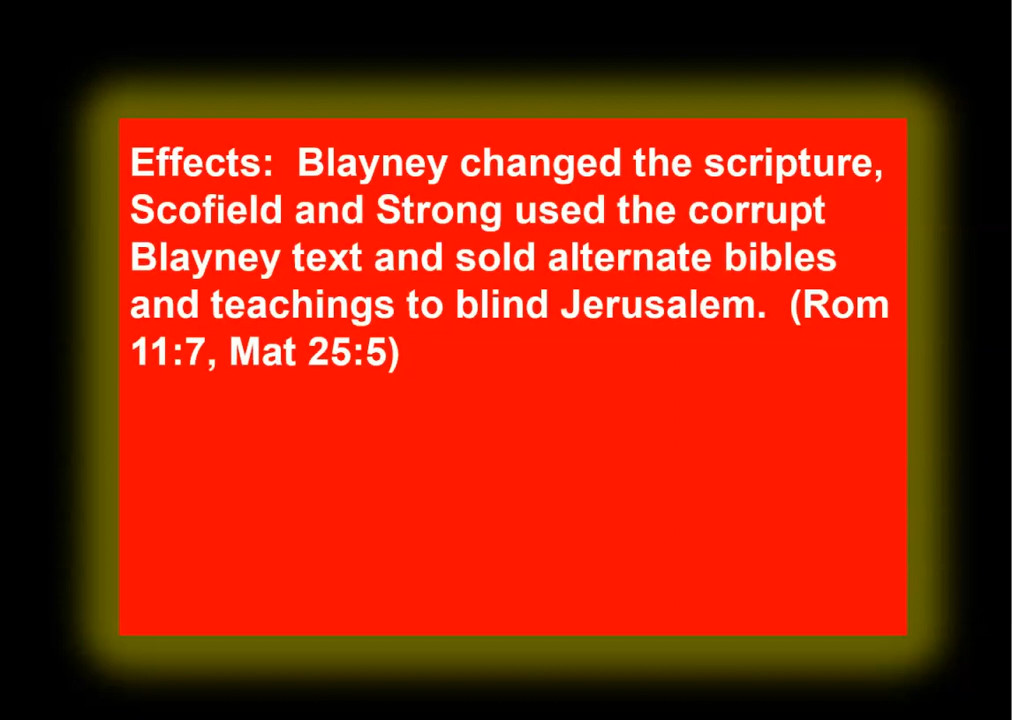 Effects:  Blayney changed the scripture,
Scofield and Strong used the corrupt
Blayney text and sold alternate bibles
and teachings to blind Jerusalem.  (Rom
11:7, Mat 25:5)